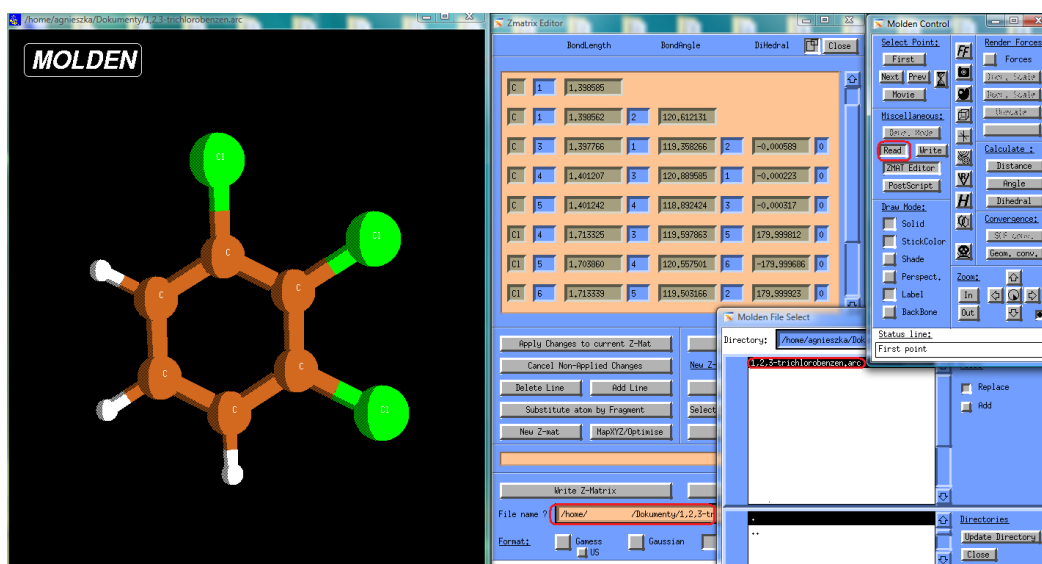 /home/agnieszka/Dokumenty/1,2,3-trichlorobenzen.arc
MOLDEN
Cl
Cl
C
C
C
C
C
Cl
C
Zmatrix Editor
BondLength BondAngle DiHedral Close
C 1 1.398585
C 1 1.398562 2 120.612131
C 3 1.397766 1 119.358266 2 -0.000589 0
C 4 1.401207 3 120.889585 1 -0.000223 0
C 5 1.401242 4 118.892424 3 -0.000317 0
Cl 4 1.713325 3 119.597863 5 179.999812 0
Cl 5 1.703860 4 120.557501 6 -179.999686 0
Cl 6 1.713339 5 119.503166 2 179.999923 0
Apply Changes to current Z-Mat
Cancel Non-Applied Changes New Z-
Delete Line Add Line
Substitute atom by Fragment Select
New Z-mat MapXYZ/Optimise
Write Z-Matrix
File name ? /home/ /Dokumenty/1,2,3-tr
Format: Gamess Gaussian
US
Molden File Select
Directory: /home/agnieszka/Dok
1,2,3-trichlorobenzen.arc
Replace
Add
.
..
Directories
Update Directory
Close
Molden Control
Select Point: Render Forces
First Forces
Next Prev
Movie
Miscellaneous:
Read Write Calculate :
ZMAT Editor Distance
PostScript Angle
Dihedral
Draw Mode: Convergence:
Solid
StickColor Geom. conv.
Shade
Perspect. Zoom:
Label In
BackBone Out
Status line:
First point
FF
H